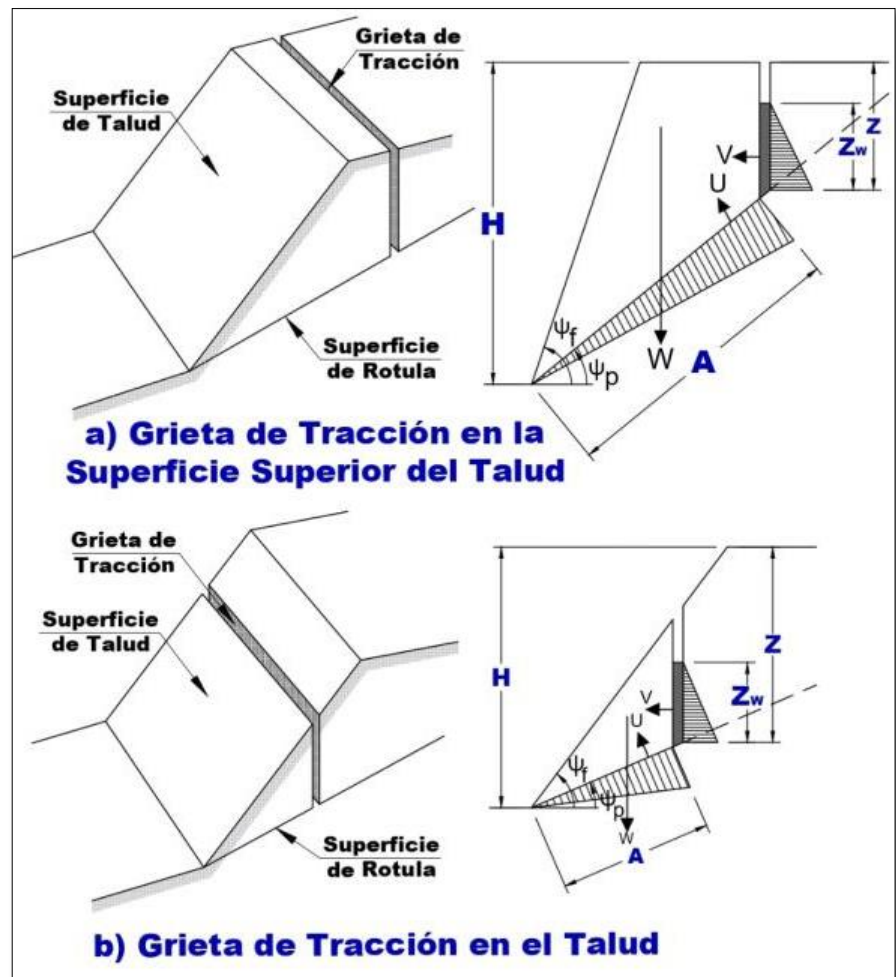 Grieta de
Tracción
Superficie
de Talud
Superficie
de Rotula
H
V
U
W
A
Zw
Z
ψf
ψp
a) Grieta de Tracción en la
Superficie Superior del Talud
Grieta de
Tracción
Superficie
de Talud
Superficie
de Rotula
H
V
U
W
A
Zw
Z
ψf
ψp
b) Grieta de Tracción en el Talud